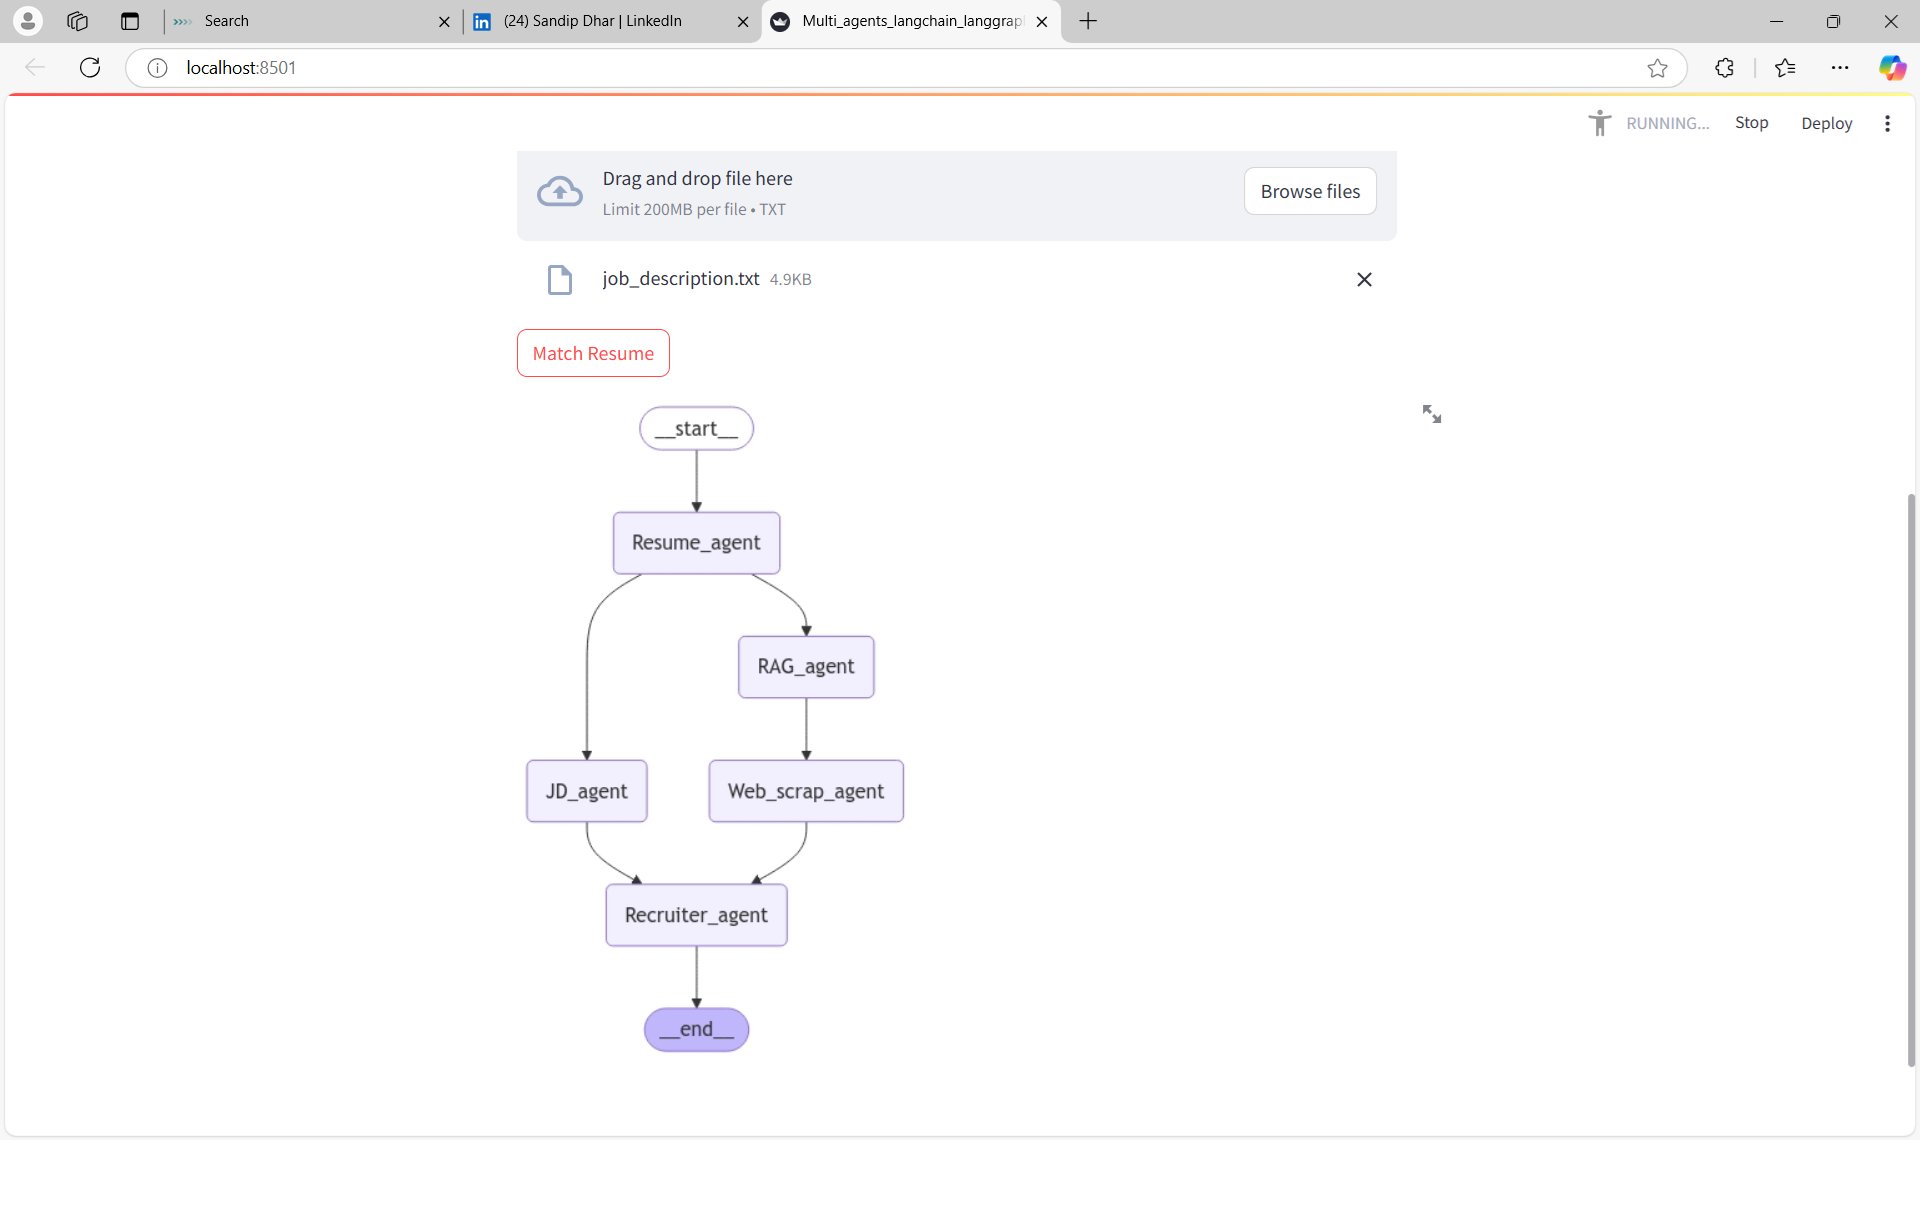 Search
(24) Sandip Dhar | LinkedIn
Multi_agents_langchain_langgrap
localhost:8501
RUNNING...
Stop
Deploy
Drag and drop file here
Limit 200MB per file • TXT
Browse files
job_description.txt 4.9KB
Match Resume
__start__
Resume_agent
RAG_agent
JD_agent
Web_scrap_agent
Recruiter_agent
__end__